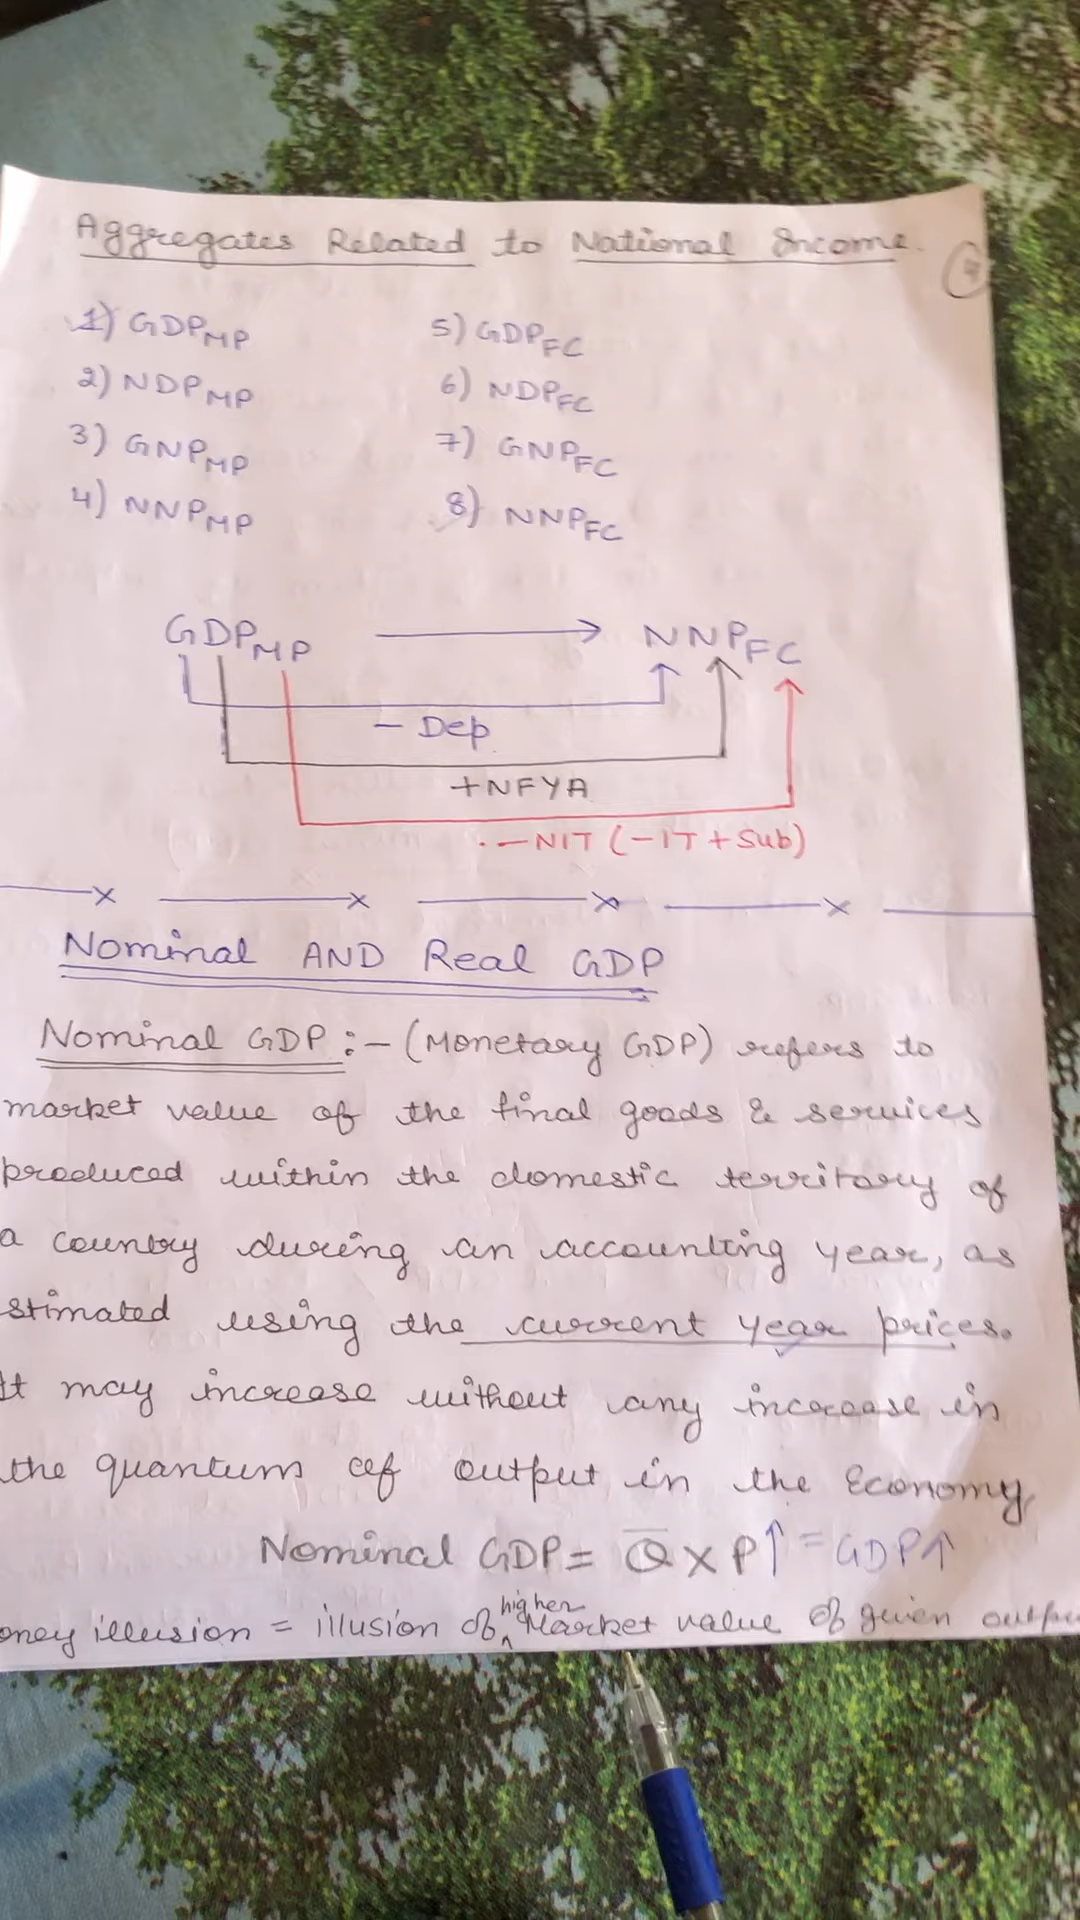 Aggregates Related to National Income.
1) GDPMP
2) NDPMP
3) GNPMP
4) NNPMP
5) GDPFC
6) NDPFC
7) GNPFC
8) NNPFC
GDPMP → NNPFC
- Dep
+NFYA
- NIT (-IT + Sub)
Nominal AND Real GDP
Nominal GDP :- (Monetary GDP) refers to
market value of the final goods & services
produced within the domestic territory of
a country during an accounting year, as
stimated using the current year prices.
It may increase without any increase in
the quantum of output in the Economy
Nominal GDP = Q̅ x P↑ = GDP↑
oney illusion = illusion of higher Market value of given outpu